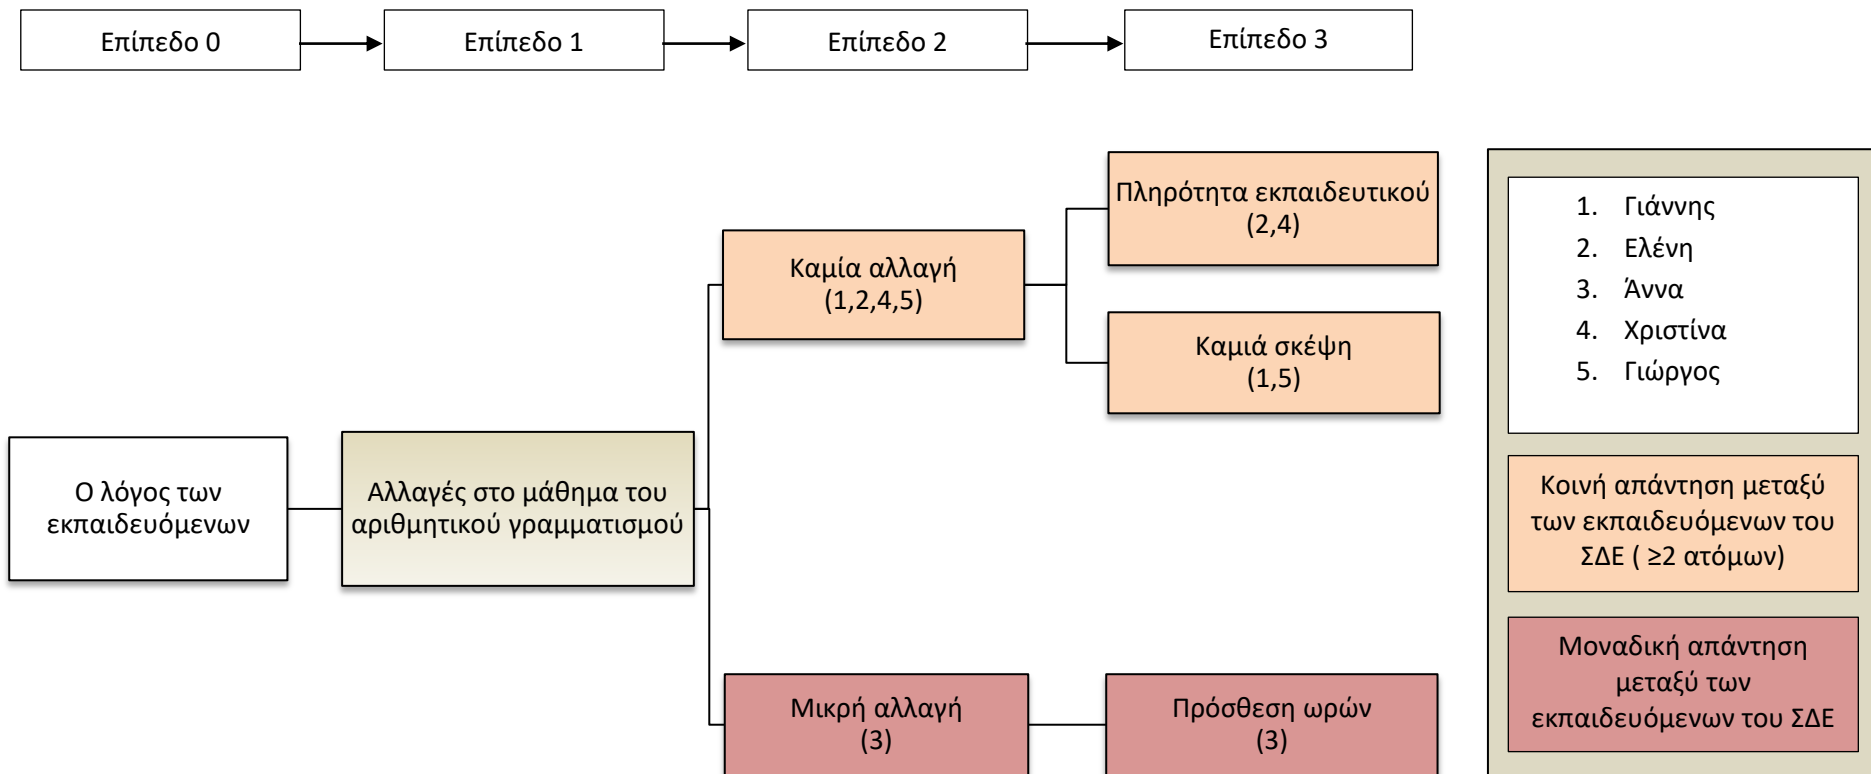 Επίπεδο 0
Επίπεδο 1
Επίπεδο 2
Επίπεδο 3
Ο λόγος των
εκπαιδευόμενων
Αλλαγές στο μάθημα του
αριθμητικού γραμματισμού
Καμία αλλαγή
(1,2,4,5)
Πληρότητα εκπαιδευτικού
(2,4)
Καμιά σκέψη
(1,5)
Μικρή αλλαγή
(3)
Πρόσθεση ωρών
(3)
1. Γιάννης
2. Ελένη
3. Άννα
4. Χριστίνα
5. Γιώργος
Κοινή απάντηση μεταξύ
των εκπαιδευόμενων του
ΣΔΕ ( ≥2 ατόμων)
Μοναδική απάντηση
μεταξύ των
εκπαιδευόμενων του ΣΔΕ